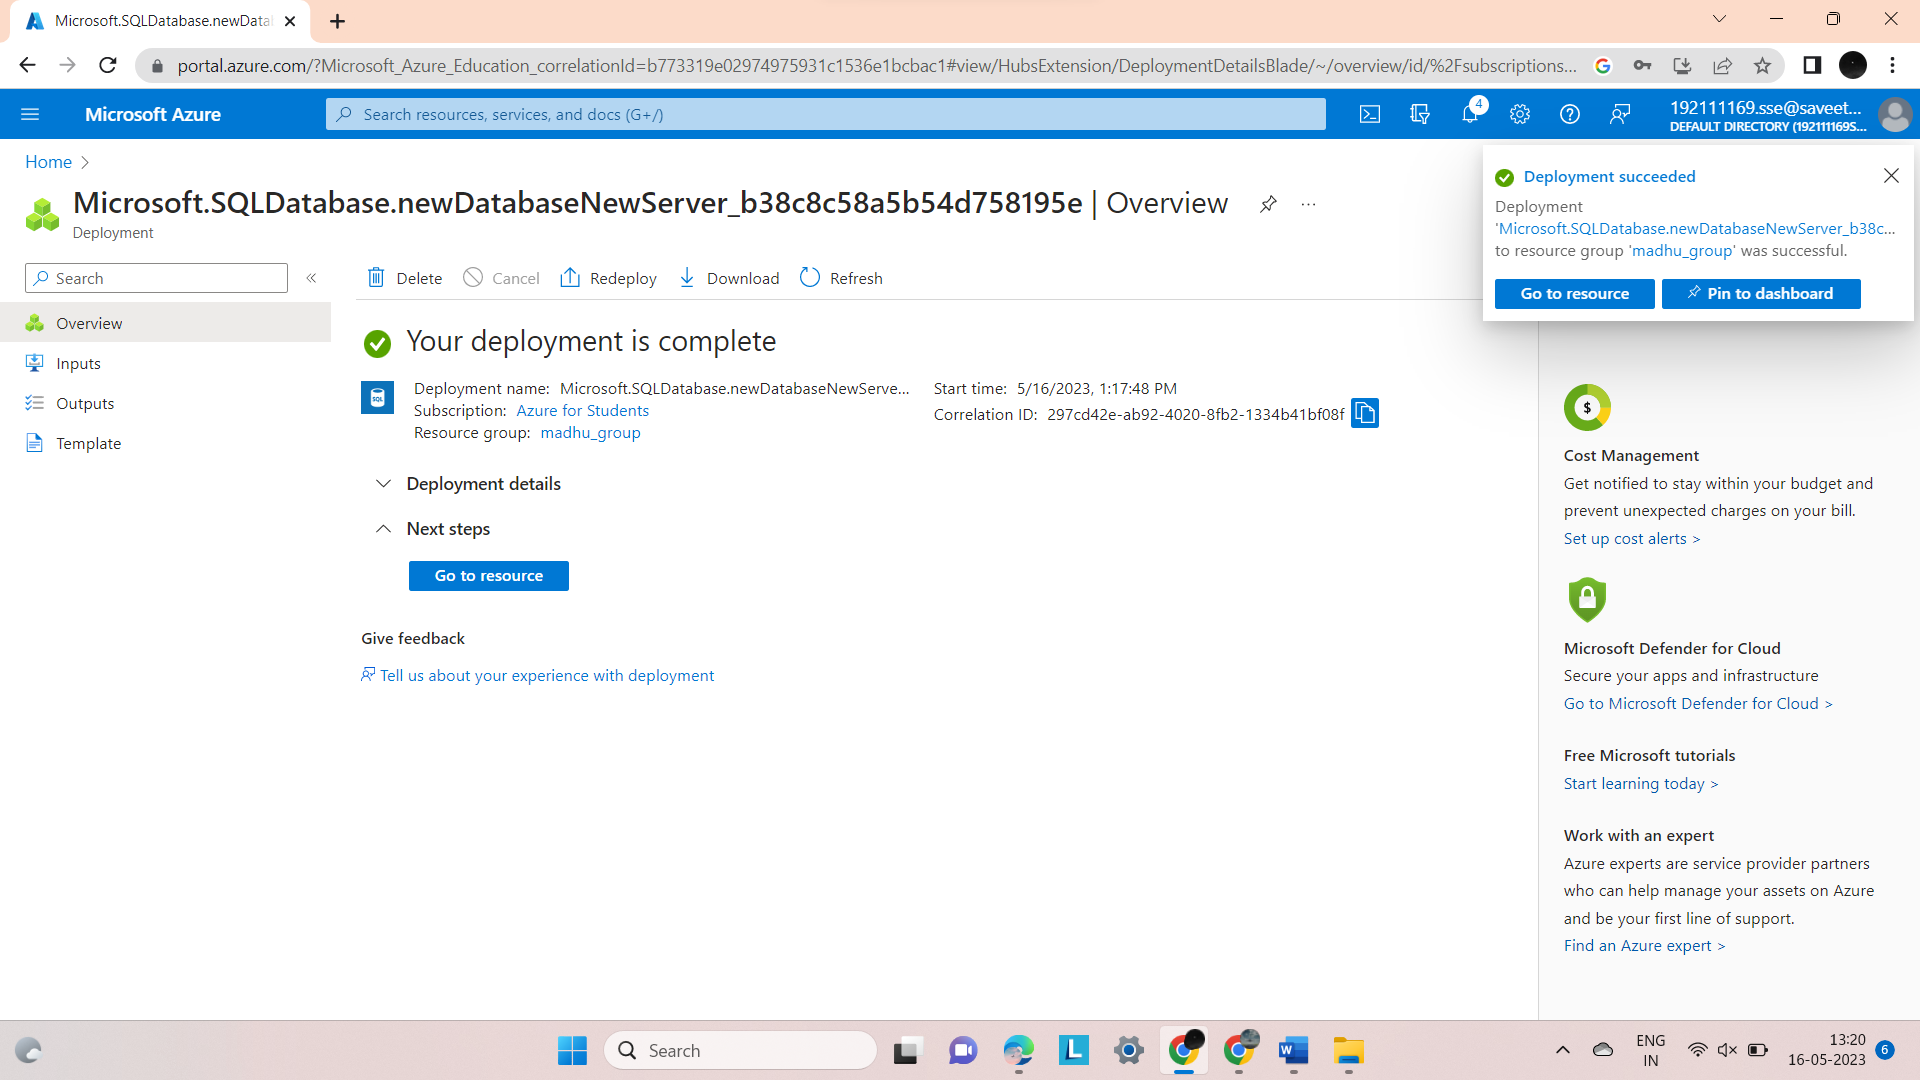 Microsoft.SQLDatabase.newData
portal.azure.com/?Microsoft_Azure_Education_correlationId=b773319e02974975931c1536e1bcbac1#view/HubsExtension/DeploymentDetailsBlade/~/overview/id/%2Fsubscriptions...
Microsoft Azure
Search resources, services, and docs (G+/)
4
192111169.sse@saveet...
DEFAULT DIRECTORY (192111169S...
Home
Microsoft.SQLDatabase.newDatabaseNewServer_b38c8c58a5b54d758195e | Overview
Deployment
Deployment succeeded
Deployment
'Microsoft.SQLDatabase.newDatabaseNewServer_b38c...
to resource group 'madhu_group' was successful.
Go to resource
Pin to dashboard
Search
Delete
Cancel
Redeploy
Download
Refresh
Overview
Inputs
Outputs
Template
Your deployment is complete
SQL
Deployment name: Microsoft.SQLDatabase.newDatabaseNewServe...
Subscription: Azure for Students
Resource group: madhu_group
Start time: 5/16/2023, 1:17:48 PM
Correlation ID: 297cd42e-ab92-4020-8fb2-1334b41bf08f
Deployment details
Next steps
Go to resource
Give feedback
Tell us about your experience with deployment
$
Cost Management
Get notified to stay within your budget and
prevent unexpected charges on your bill.
Set up cost alerts >
Microsoft Defender for Cloud
Secure your apps and infrastructure
Go to Microsoft Defender for Cloud >
Free Microsoft tutorials
Start learning today >
Work with an expert
Azure experts are service provider partners
who can help manage your assets on Azure
and be your first line of support.
Find an Azure expert >
Search
L
W
ENG
IN
13:20
16-05-2023
6